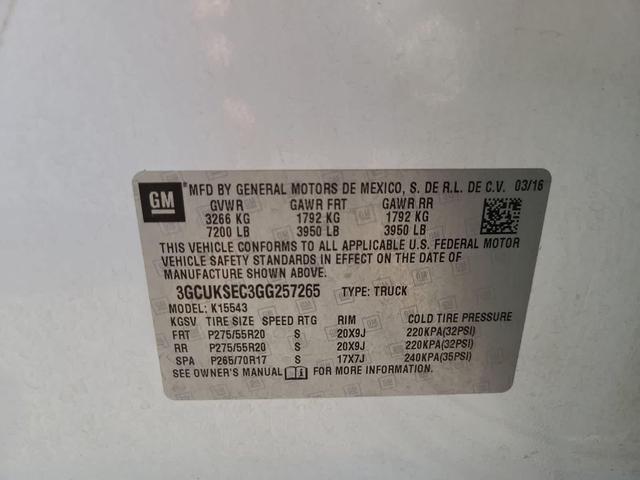 GM
MFD BY GENERAL MOTORS DE MEXICO, S. DE R.L. DE C.V. 03/16
GVWR GAWR FRT GAWR RR
3266 KG 1792 KG 1792 KG
7200 LB 3950 LB 3950 LB
THIS VEHICLE CONFORMS TO ALL APPLICABLE U.S. FEDERAL MOTOR
VEHICLE SAFETY STANDARDS IN EFFECT ON THE DATE OF
MANUFACTURE SHOWN ABOVE.
3GCUKSEC3GG257265 TYPE: TRUCK
MODEL: K15543
KGSV TIRE SIZE SPEED RTG RIM COLD TIRE PRESSURE
FRT P275/55R20 S 20X9J 220KPA(32PSI)
RR P275/55R20 S 20X9J 220KPA(32PSI)
SPA P265/70R17 S 17X7J 240KPA(35PSI)
SEE OWNER'S MANUAL FOR MORE INFORMATION.